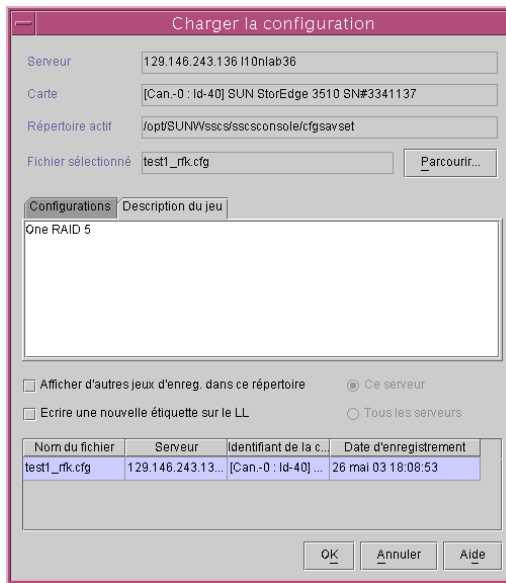 Charger la configuration
Serveur 129.146.243.136 l10nlab36
Carte [Can.-0 : Id-40] SUN StorEdge 3510 SN#3341137
Répertoire actif /opt/SUNWsscs/sscsconsole/cfgsavset
Fichier sélectionné test1_rfk.cfg Parcourir...
Configurations Description du jeu
One RAID 5
Afficher d'autres jeux d'enreg. dans ce répertoire Ce serveur
Ecrire une nouvelle étiquette sur le LL Tous les serveurs
Nom du fichier Serveur Identifiant de la c... Date d'enregistrement
test1_rfk.cfg 129.146.243.13... [Can.-0 : Id-40] ... 26 mai 03 18:08:53
OK Annuler Aide